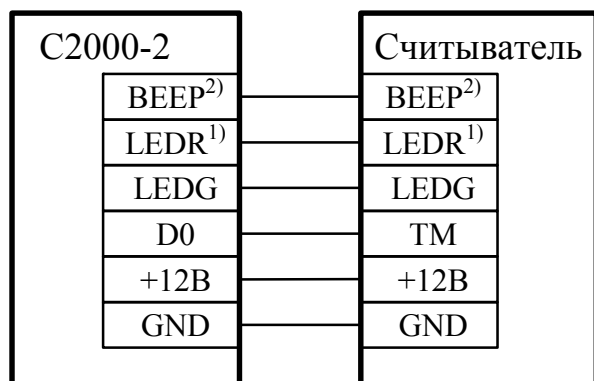 С2000-2 Считыватель
BEEP2) BEEP2)
LEDR1) LEDR1)
LEDG LEDG
D0 TM
+12В +12В
GND GND